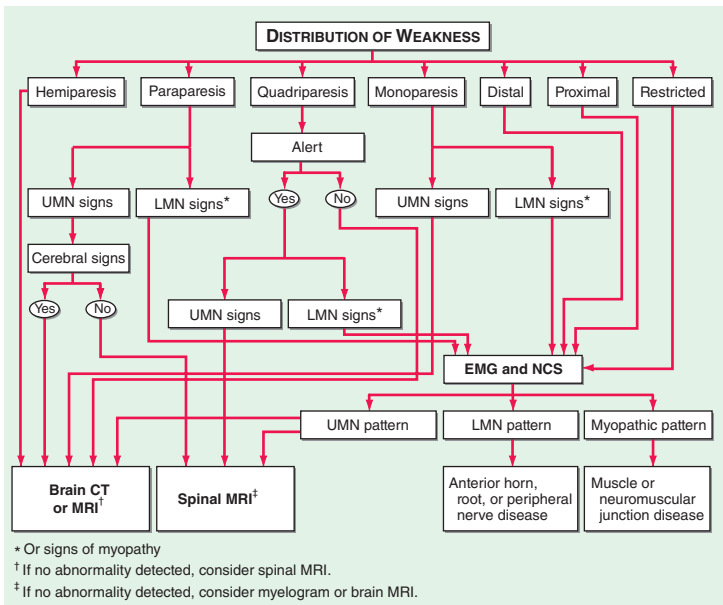 DISTRIBUTION OF WEAKNESS
Hemiparesis
Paraparesis
Quadriparesis
Monoparesis
Distal
Proximal
Restricted
Alert
UMN signs
LMN signs*
Yes
No
UMN signs
LMN signs*
Cerebral signs
Yes
No
UMN signs
LMN signs*
EMG and NCS
UMN pattern
LMN pattern
Myopathic pattern
Brain CT
or MRI†
Spinal MRI‡
Anterior horn,
root, or peripheral
nerve disease
Muscle or
neuromuscular
junction disease
* Or signs of myopathy
† If no abnormality detected, consider spinal MRI.
‡ If no abnormality detected, consider myelogram or brain MRI.